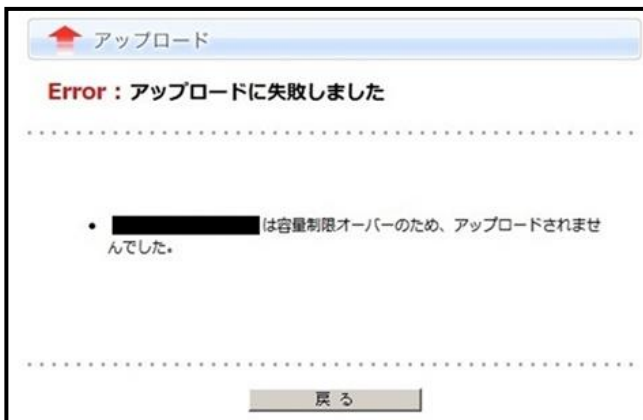 アップロード
Error：アップロードに失敗しました
• は容量制限オーバーのため、アップロードされませ
んでした。
戻 る